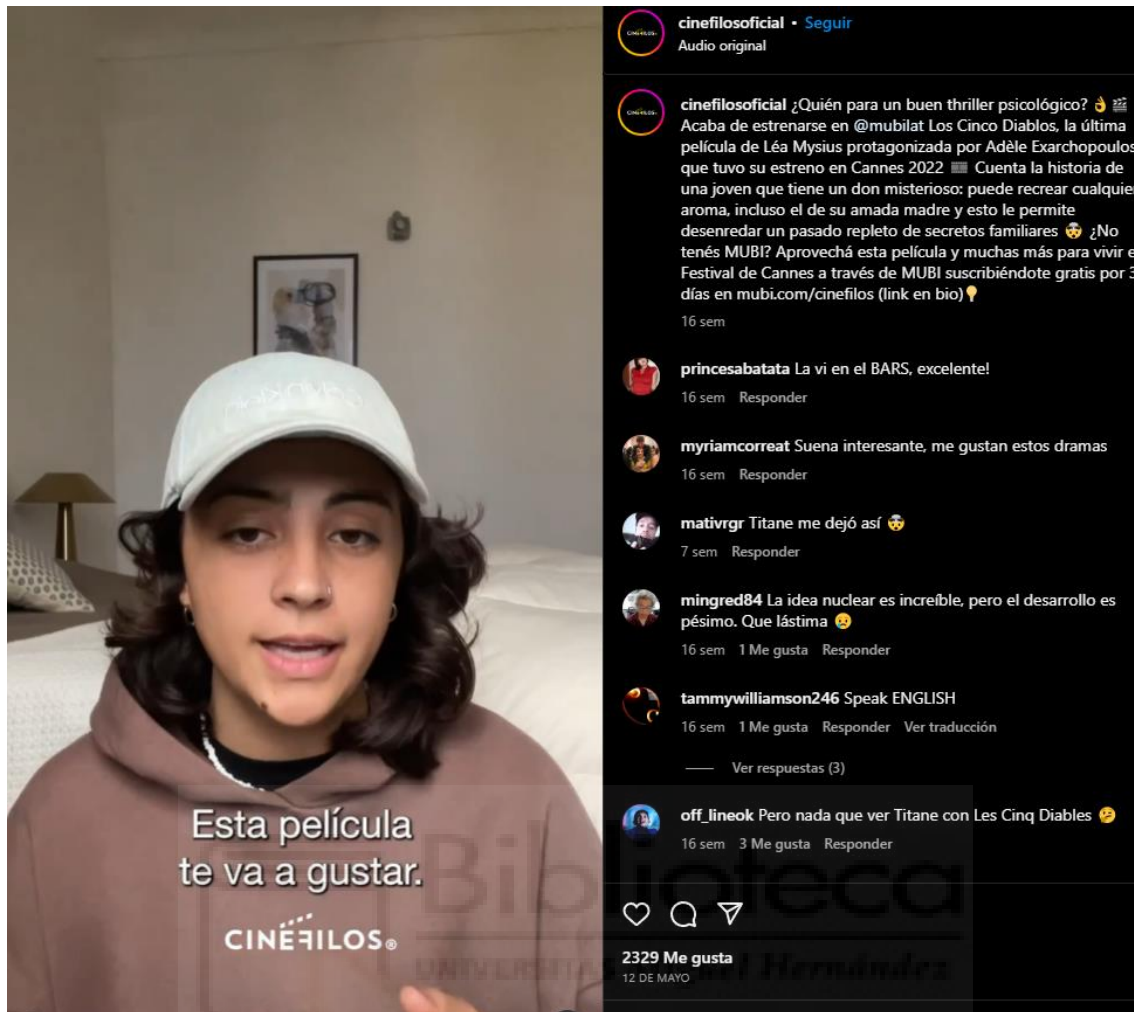 cinefilosoficial • Seguir
Audio original
cinefilosoficial ¿Quién para un buen thriller psicológico? 👌 🎬
Acaba de estrenarse en @mubilat Los Cinco Diablos, la última
película de Léa Mysius protagonizada por Adèle Exarchopoulos
que tuvo su estreno en Cannes 2022 🎞️ Cuenta la historia de
una joven que tiene un don misterioso: puede recrear cualquier
aroma, incluso el de su amada madre y esto le permite
desenredar un pasado repleto de secretos familiares 🤯 ¿No
tenés MUBI? Aprovechá esta película y muchas más para vivir e
Festival de Cannes a través de MUBI suscribiéndote gratis por 3
días en mubi.com/cinefilos (link en bio)👇
16 sem
princesabatata La vi en el BARS, excelente!
16 sem Responder
myriamcorreat Suena interesante, me gustan estos dramas
16 sem Responder
mativrgr Titane me dejó así 🤯
7 sem Responder
mingred84 La idea nuclear es increíble, pero el desarrollo es
pésimo. Que lástima 😥
16 sem 1 Me gusta Responder
tammywilliamson246 Speak ENGLISH
16 sem 1 Me gusta Responder Ver traducción
Ver respuestas (3)
off_lineok Pero nada que ver Titane con Les Cinq Diables 🤔
16 sem 3 Me gusta Responder
2329 Me gusta
12 DE MAYO
Esta película
te va a gustar.
CINÉFILOS®
Biblioteca
UNIVERSITAS Miguel Hernández